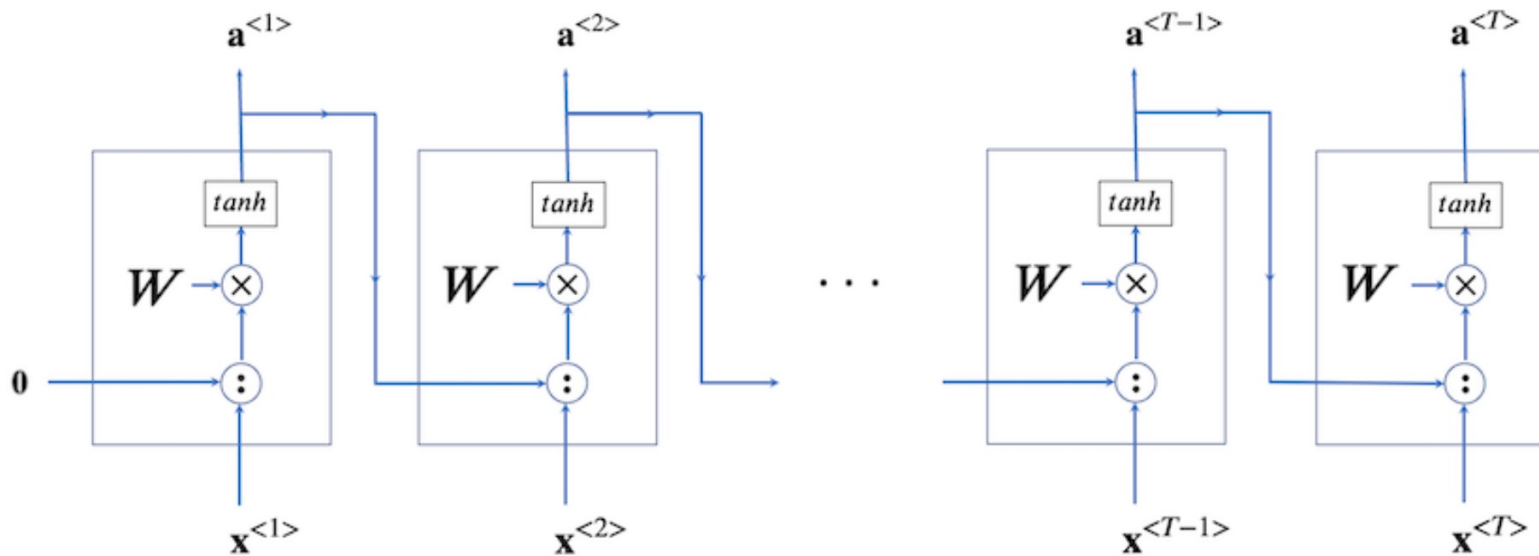 a<1> a<2> a<T−1> a<T>
tanh tanh tanh tanh
W × W × . . . W × W ×
0 : : : :
x<1> x<2> x<T−1> x<T>